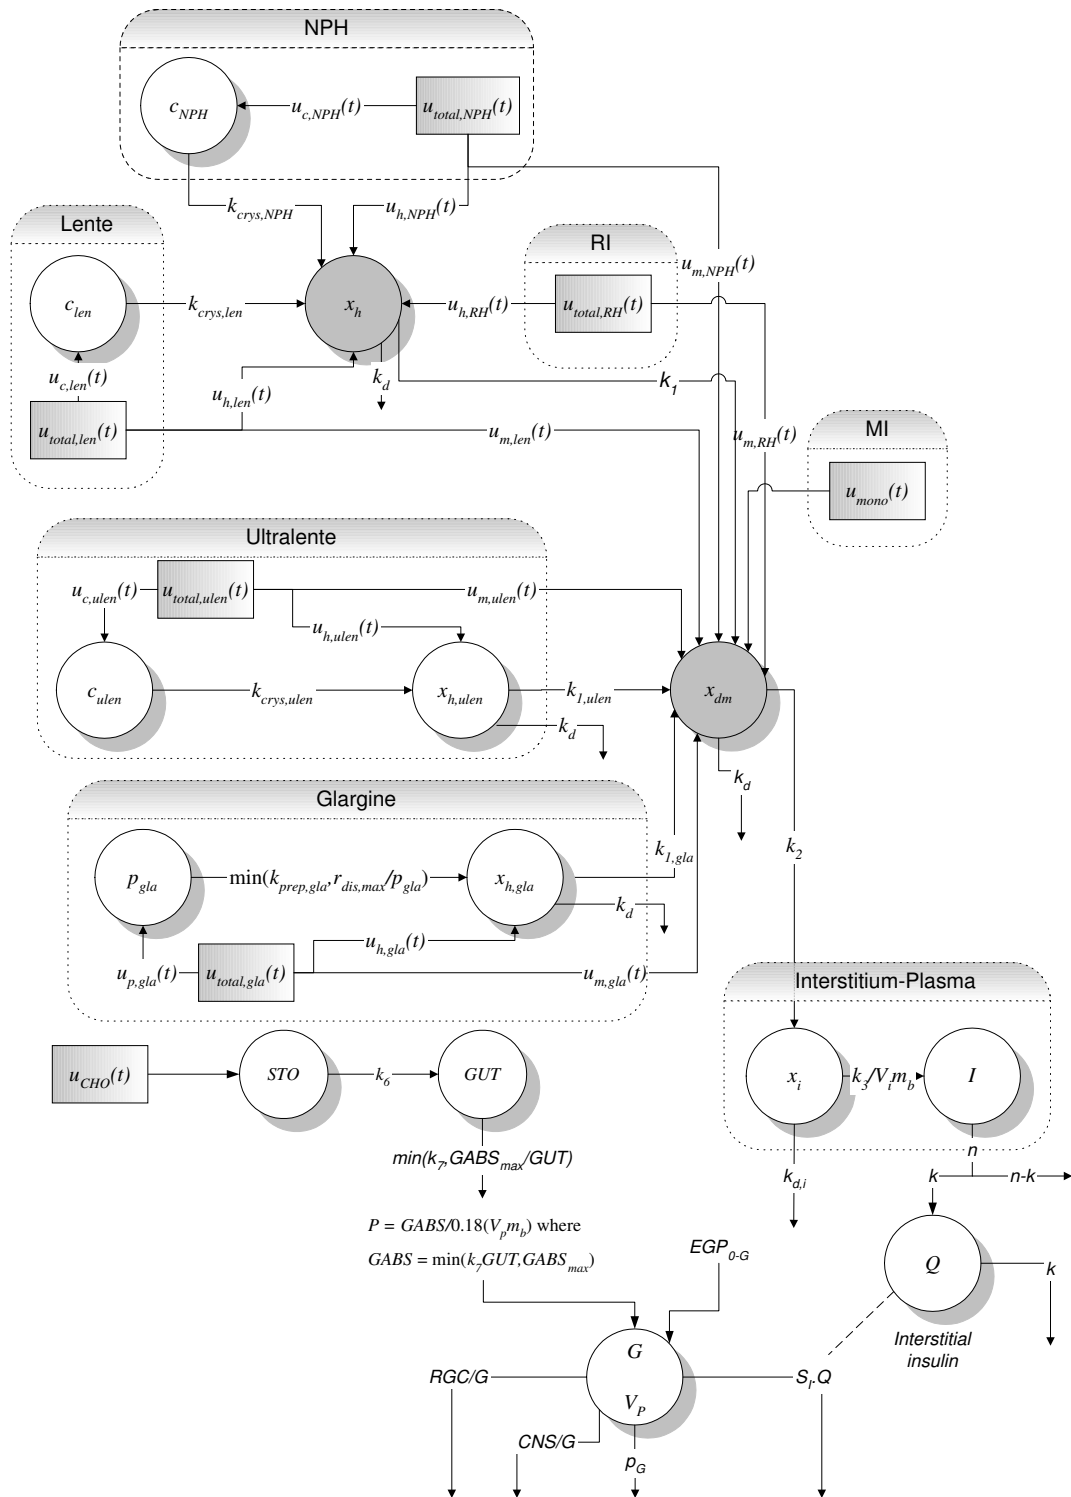 NPH
c_NPH
u_c,NPH(t)
u_total,NPH(t)
k_crys,NPH
u_h,NPH(t)
Lente
c_len
k_crys,len
u_c,len(t)
u_total,len(t)
u_h,len(t)
x_h
k_d
u_h,RH(t)
RI
u_total,RH(t)
u_m,NPH(t)
k_1
u_m,len(t)
u_m,RH(t)
MI
u_mono(t)
Ultralente
u_c,ulen(t)
u_total,ulen(t)
u_m,ulen(t)
u_h,ulen(t)
c_ulen
k_crys,ulen
x_h,ulen
k_1,ulen
k_d
x_dm
k_d
k_2
Glargine
p_gla
min(k_prep,gla,r_dis,max/p_gla)
x_h,gla
k_1,gla
k_d
u_p,gla(t)
u_total,gla(t)
u_h,gla(t)
u_m,gla(t)
Interstitium-Plasma
x_i
k_3/V_i m_b
I
u_CHO(t)
STO
k_6
GUT
min(k_7,GABS_max/GUT)
k_d,i
n
k
n-k
P = GABS/0.18(V_p m_b) where
GABS = min(k_7GUT,GABS_max)
EGP_0-G
Q
k
Interstitial
insulin
G
V_P
RGC/G
S_I.Q
CNS/G
p_G